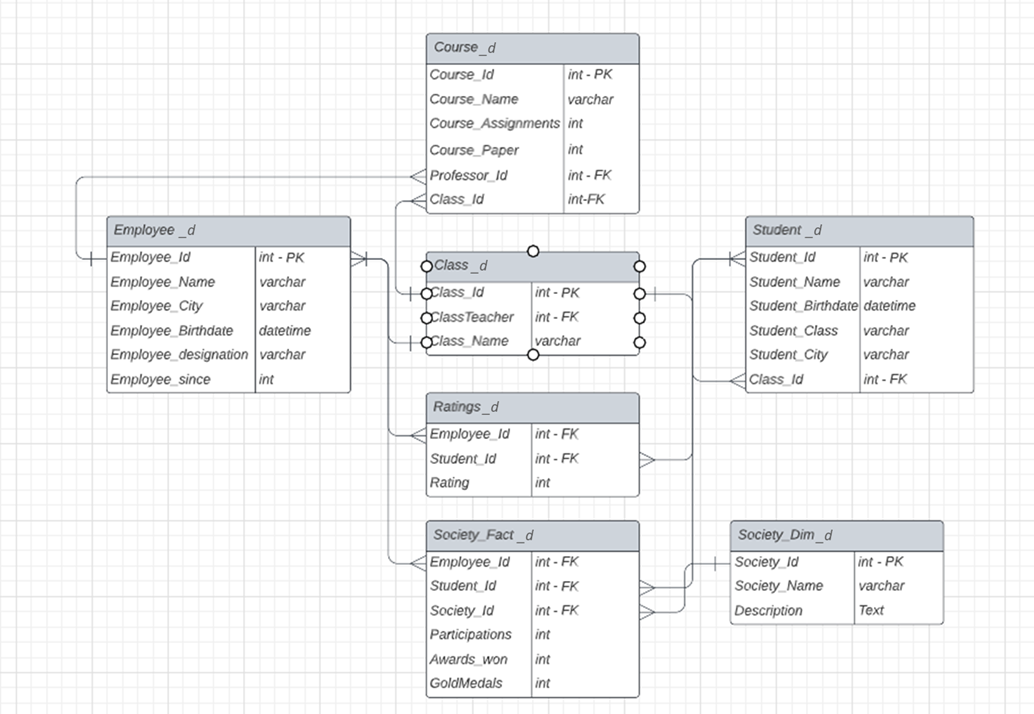 Course _d
Course_Id int - PK
Course_Name varchar
Course_Assignments int
Course_Paper int
Professor_Id int - FK
Class_Id int-FK
Employee _d
Employee_Id int - PK
Employee_Name varchar
Employee_City varchar
Employee_Birthdate datetime
Employee_designation varchar
Employee_since int
Class _d
Class_Id int - PK
ClassTeacher int - FK
Class_Name varchar
Student _d
Student_Id int - PK
Student_Name varchar
Student_Birthdate datetime
Student_Class varchar
Student_City varchar
Class_Id int - FK
Ratings _d
Employee_Id int - FK
Student_Id int - FK
Rating int
Society_Fact _d
Employee_Id int - FK
Student_Id int - FK
Society_Id int - FK
Participations int
Awards_won int
GoldMedals int
Society_Dim _d
Society_Id int - PK
Society_Name varchar
Description Text